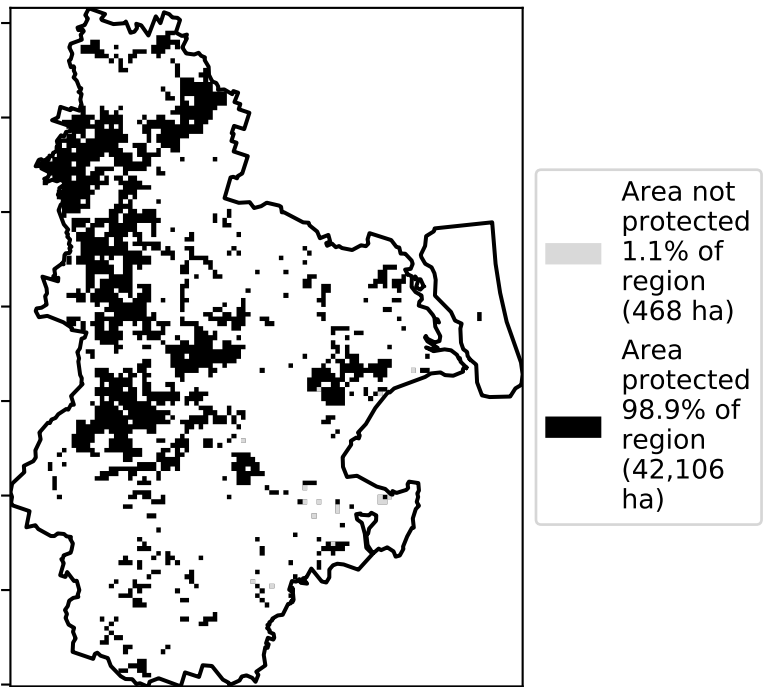 Area not
protected
1.1% of
region
(468 ha)
Area
protected
98.9% of
region
(42,106
ha)